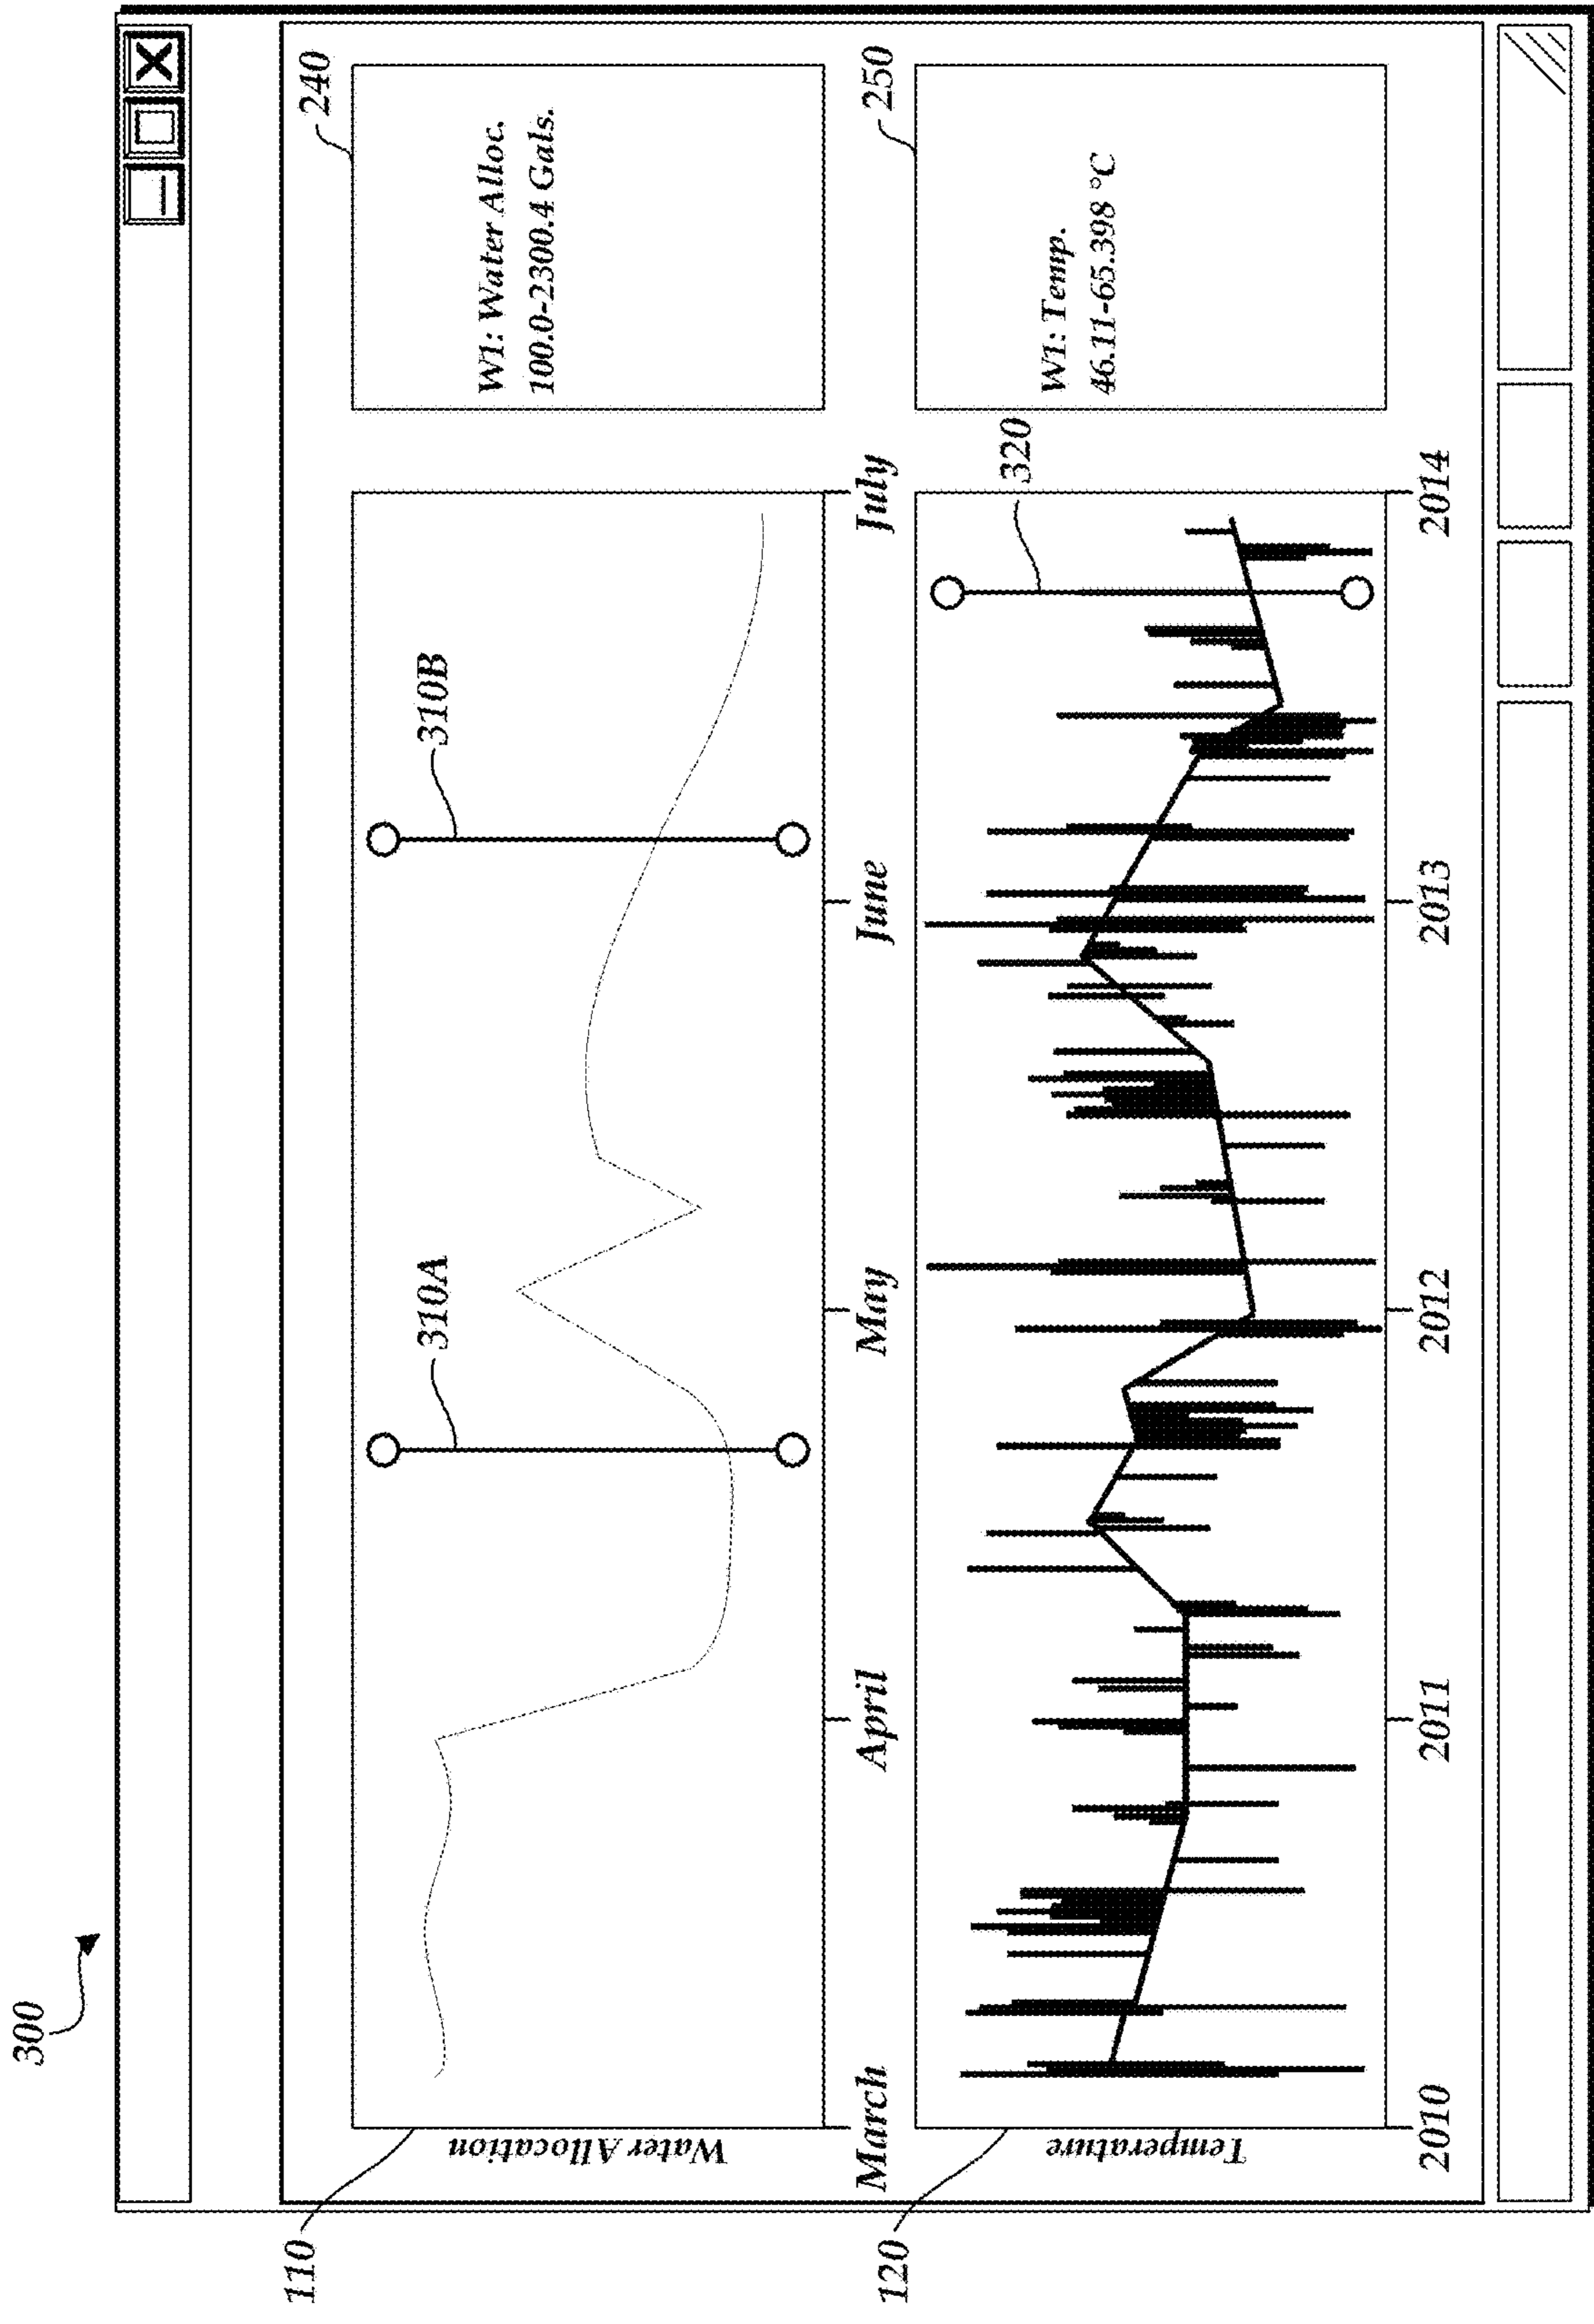 300
240
110
Water Allocation
310A
310B
W1: Water Alloc.
100.0-2300.4 Gals.
March
April
May
June
July
250
120
Temperature
320
W1: Temp.
46.11-65.398 °C
2010
2011
2012
2013
2014